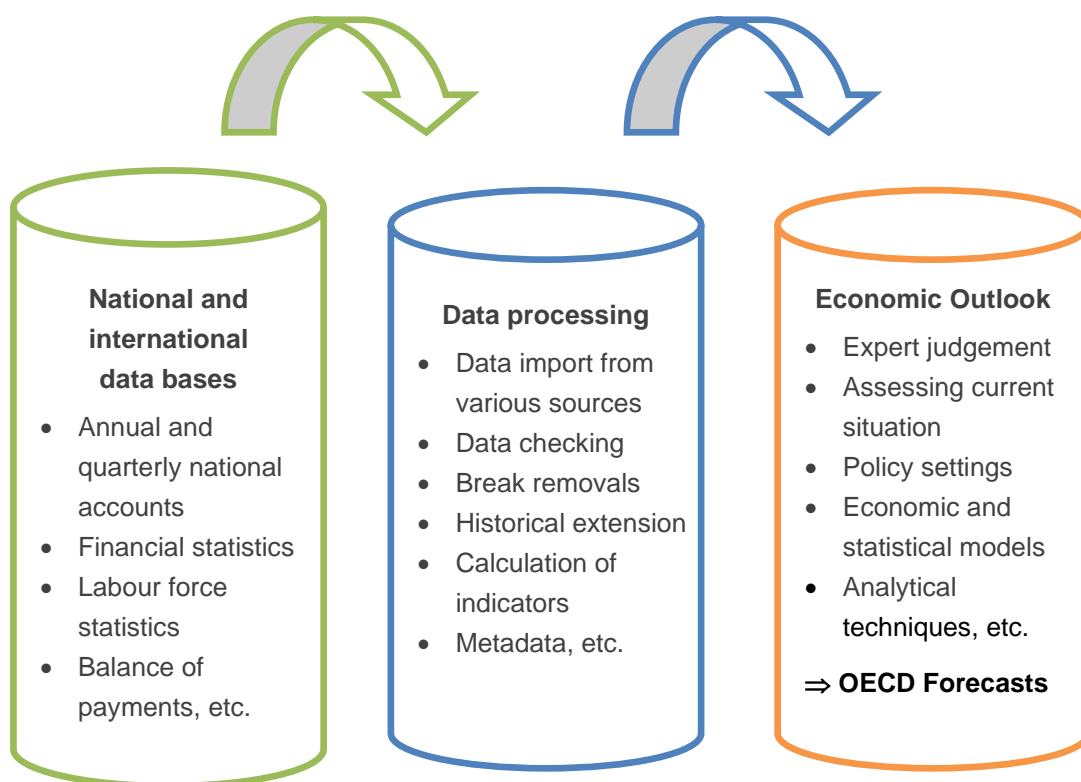 National and
international
data bases
• Annual and
quarterly national
accounts
• Financial statistics
• Labour force
statistics
• Balance of
payments, etc.
Data processing
• Data import from
various sources
• Data checking
• Break removals
• Historical extension
• Calculation of
indicators
• Metadata, etc.
Economic Outlook
• Expert judgement
• Assessing current
situation
• Policy settings
• Economic and
statistical models
• Analytical
techniques, etc.
⇒ OECD Forecasts